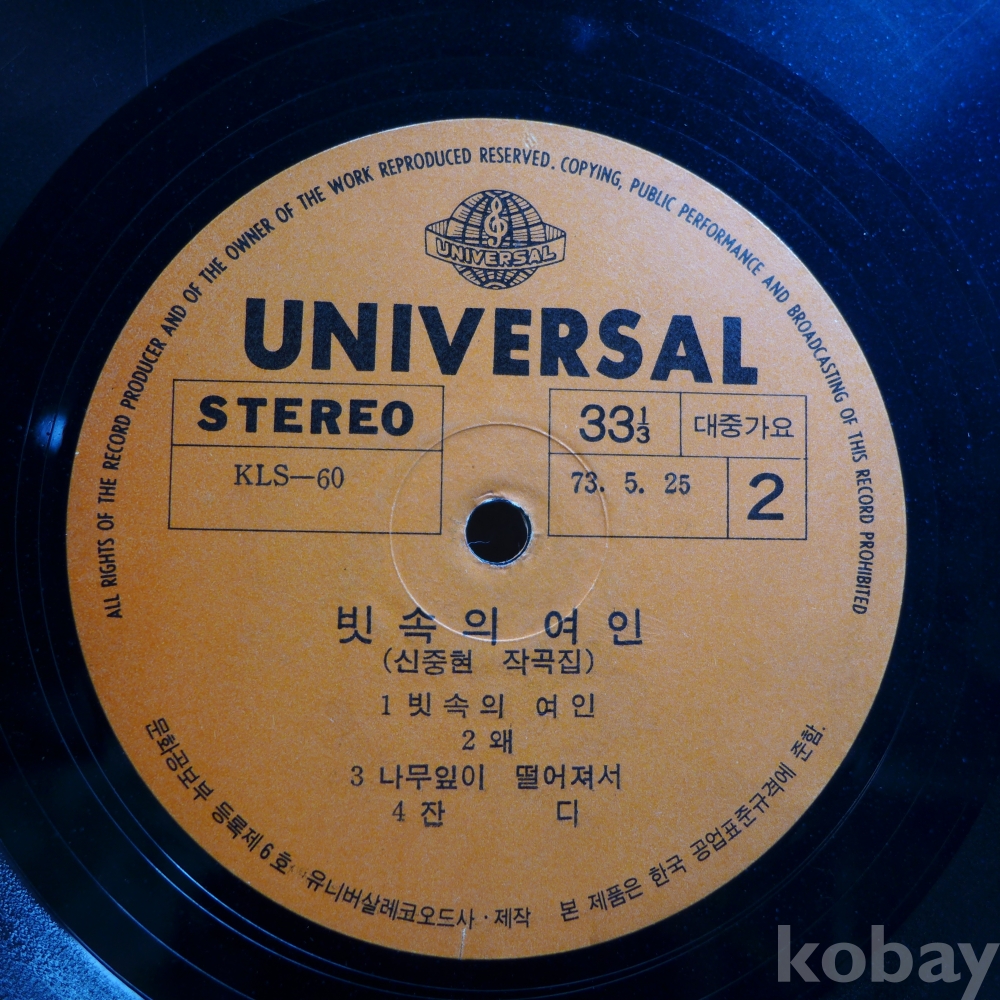 ALL RIGHTS OF THE RECORD PRODUCER AND OF THE OWNER OF THE WORK REPRODUCED RESERVED. COPYING, PUBLIC PERFORMANCE AND BROADCASTING OF THIS RECORD PROHIBITED
UNIVERSAL
UNIVERSAL
STEREO
KLS-60
33⅓
대중가요
73. 5. 25
2
빗 속 의 여 인
(신중현 작곡집)
1 빗 속 의 여 인
2 왜
3 나무잎이 떨어져서
4 잔 디
문화공보부 등록제 6 호 유니버살레코오드사 · 제작 본 제품은 한국 공업표준규격에 준함.
kobay